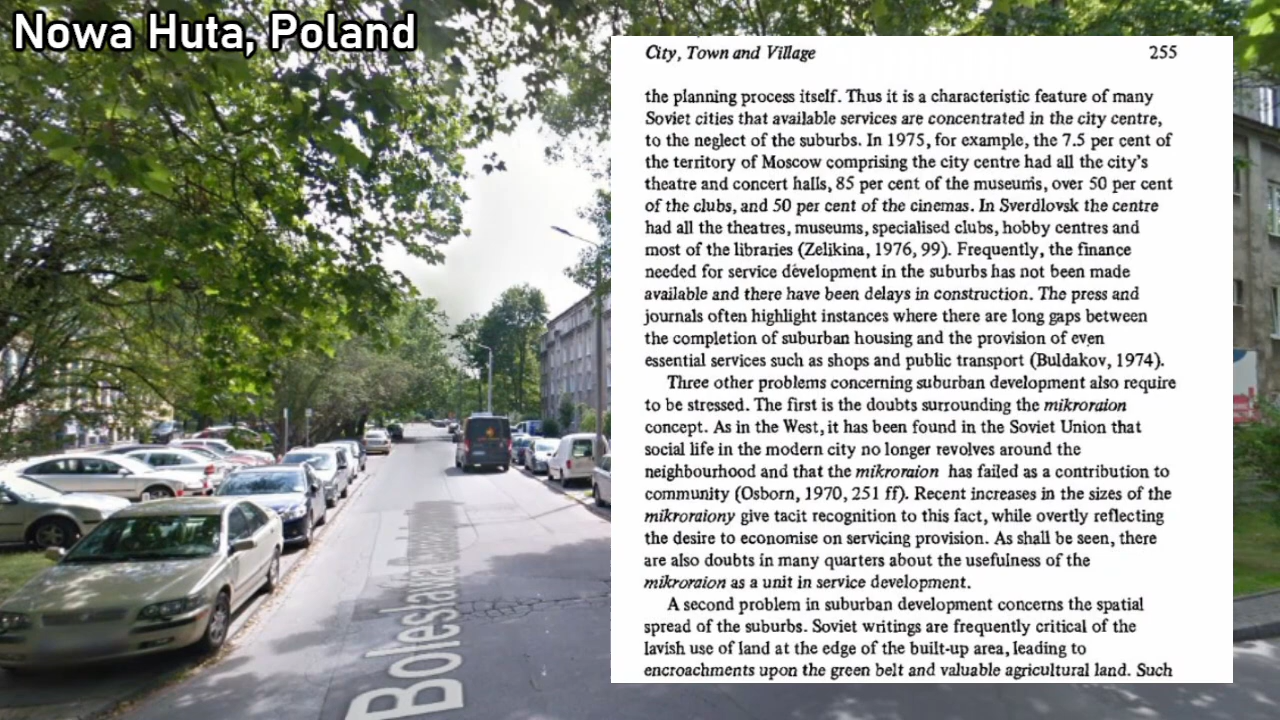 Nowa Huta, Poland
City, Town and Village 255
the planning process itself. Thus it is a characteristic feature of many
Soviet cities that available services are concentrated in the city centre,
to the neglect of the suburbs. In 1975, for example, the 7.5 per cent of
the territory of Moscow comprising the city centre had all the city's
theatre and concert halls, 85 per cent of the museums, over 50 per cent
of the clubs, and 50 per cent of the cinemas. In Sverdlovsk the centre
had all the theatres, museums, specialised clubs, hobby centres and
most of the libraries (Zelikina, 1976, 99). Frequently, the finance
needed for service development in the suburbs has not been made
available and there have been delays in construction. The press and
journals often highlight instances where there are long gaps between
the completion of suburban housing and the provision of even
essential services such as shops and public transport (Buldakov, 1974).
Three other problems concerning suburban development also require
to be stressed. The first is the doubts surrounding the mikroraion
concept. As in the West, it has been found in the Soviet Union that
social life in the modern city no longer revolves around the
neighbourhood and that the mikroraion has failed as a contribution to
community (Osborn, 1970, 251 ff). Recent increases in the sizes of the
mikroraiony give tacit recognition to this fact, while overtly reflecting
the desire to economise on servicing provision. As shall be seen, there
are also doubts in many quarters about the usefulness of the
mikroraion as a unit in service development.
A second problem in suburban development concerns the spatial
spread of the suburbs. Soviet writings are frequently critical of the
lavish use of land at the edge of the built-up area, leading to
encroachments upon the green belt and valuable agricultural land. Such